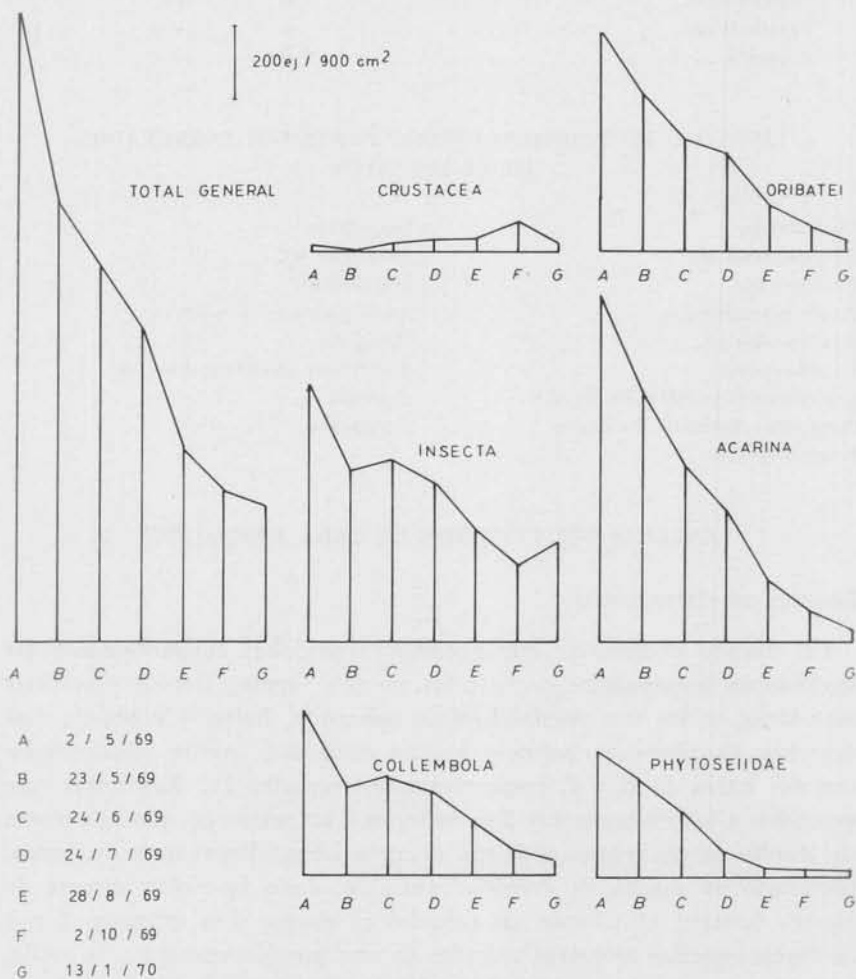 200ej / 900 cm²
TOTAL GENERAL
CRUSTACEA
ORIBATEI
A B C D E F G
A B C D E F G
INSECTA
ACARINA
A B C D E F G
A B C D E F G
A B C D E F G
COLLEMBOLA
PHYTOSEIIDAE
A B C D E F G
A B C D E F G
A 2 / 5 / 69
B 23 / 5 / 69
C 24 / 6 / 69
D 24 / 7 / 69
E 28 / 8 / 69
F 2 / 10 / 69
G 13 / 1 / 70